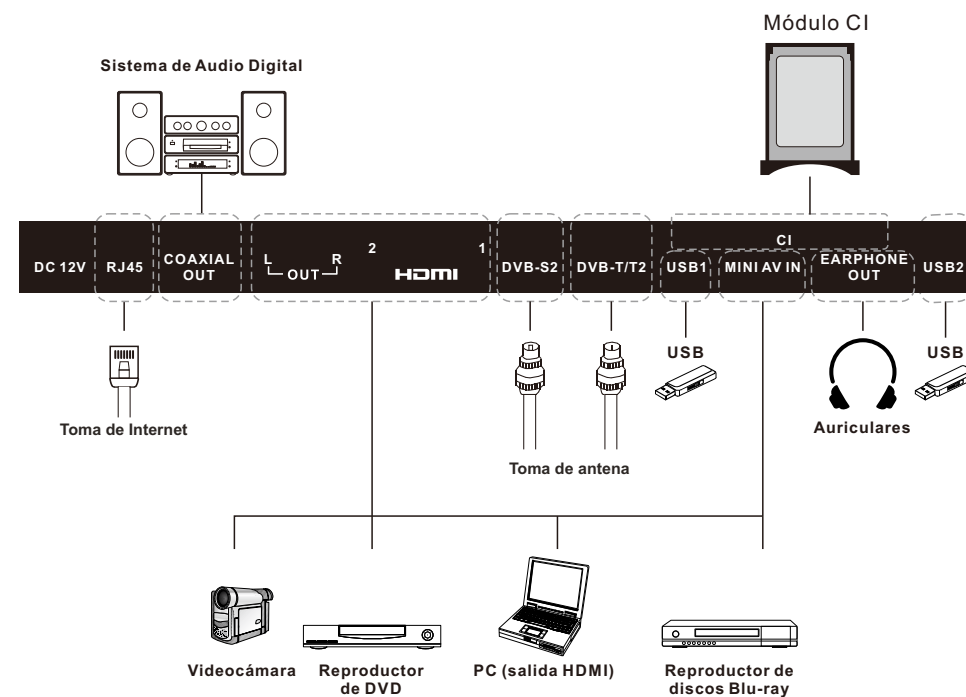 Módulo CI
Sistema de Audio Digital
DC 12V
RJ45
COAXIAL
OUT
L
R
OUT
2
1
HDMI
DVB-S2
DVB-T/T2
CI
USB1
MINI AV IN
EARPHONE
OUT
USB2
USB
USB
Toma de Internet
Auriculares
Toma de antena
Videocámara
Reproductor
de DVD
PC (salida HDMI)
Reproductor de
discos Blu-ray